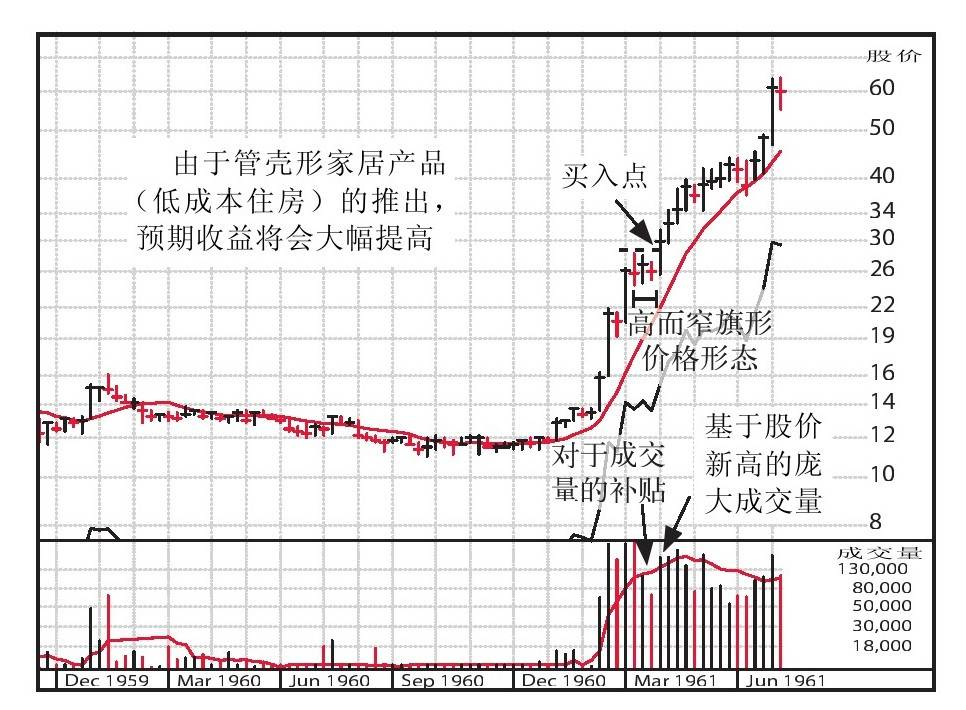 股价
60
50
40
34
30
26
22
19
16
14
12
10
8
由于管壳形家居产品
（低成本住房）的推出，
预期收益将会大幅提高
买入点
高而窄旗形
价格形态
对于成交
量的补贴
基于股价
新高的庞
大成交量
成交量
130,000
80,000
50,000
30,000
18,000
Dec 1959 Mar 1960 Jun 1960 Sep 1960 Dec 1960 Mar 1961 Jun 1961